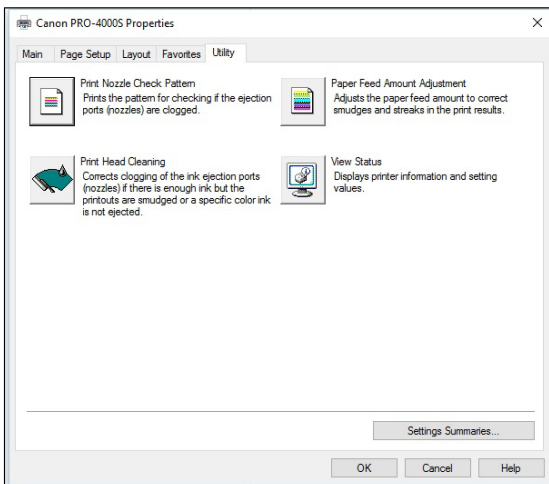 Canon PRO-4000S Properties
Main Page Setup Layout Favorites Utility
Print Nozzle Check Pattern
Prints the pattern for checking if the ejection
ports (nozzles) are clogged.
Paper Feed Amount Adjustment
Adjusts the paper feed amount to correct
smudges and streaks in the print results.
Print Head Cleaning
Corrects clogging of the ink ejection ports
(nozzles) if there is enough ink but the
printouts are smudged or a specific color ink
is not ejected.
View Status
Displays printer information and setting
values.
Settings Summaries...
OK Cancel Help